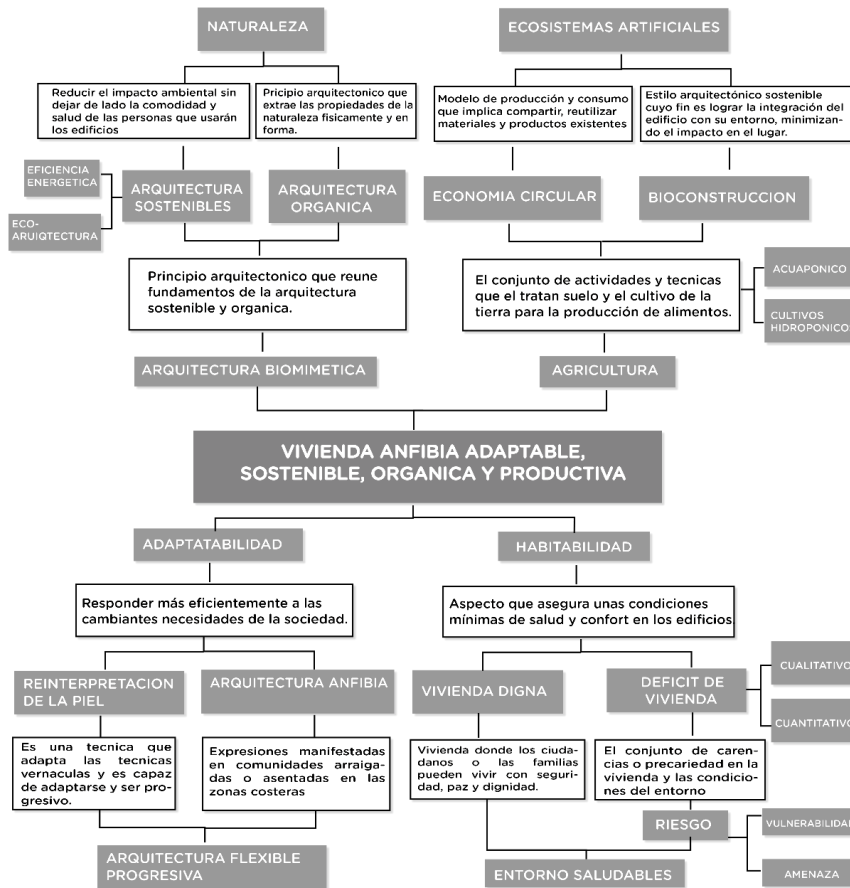 NATURALEZA
ECOSISTEMAS ARTIFICIALES
Reducir el impacto ambiental sin
dejar de lado la comodidad y
salud de las personas que usarán
los edificios
Pricipio arquitectonico que
extrae las propiedades de la
naturaleza fisicamente y en
forma.
Modelo de producción y consumo
que implica compartir, reutilizar
materiales y productos existentes
Estilo arquitectónico sostenible
cuyo fin es lograr la integración del
edificio con su entorno, minimizan-
do el impacto en el lugar.
EFICIENCIA
ENERGETICA
ECO-
ARUIQTECTURA
ARQUITECTURA
SOSTENIBLES
ARQUITECTURA
ORGANICA
ECONOMIA CIRCULAR
BIOCONSTRUCCION
Principio arquitectonico que reune
fundamentos de la arquitectura
sostenible y organica.
El conjunto de actividades y tecnicas
que el tratan suelo y el cultivo de la
tierra para la producción de alimentos.
ACUAPONICO
CULTIVOS
HIDROPONICO
ARQUITECTURA BIOMIMETICA
AGRICULTURA
VIVIENDA ANFIBIA ADAPTABLE,
SOSTENIBLE, ORGANICA Y PRODUCTIVA
ADAPTATABILIDAD
HABITABILIDAD
Responder más eficientemente a las
cambiantes necesidades de la sociedad.
Aspecto que asegura unas condiciones
mínimas de salud y confort en los edificios.
REINTERPRETACION
DE LA PIEL
ARQUITECTURA ANFIBIA
VIVIENDA DIGNA
DEFICIT DE
VIVIENDA
CUALITATIVO
CUANTITATIVO
Es una tecnica que
adapta las tecnicas
vernaculas y es capaz
de adaptarse y ser pro-
gresivo.
Expresiones manifestadas
en comunidades arraiga-
das o asentadas en las
zonas costeras
Vivienda donde los ciuda-
danos o las familias
pueden vivir con seguri-
dad, paz y dignidad.
El conjunto de caren-
cias o precariedad en la
vivienda y las condicio-
nes del entorno
RIESGO
VULNERABILIDAD
AMENAZA
ARQUITECTURA FLEXIBLE
PROGRESIVA
ENTORNO SALUDABLES